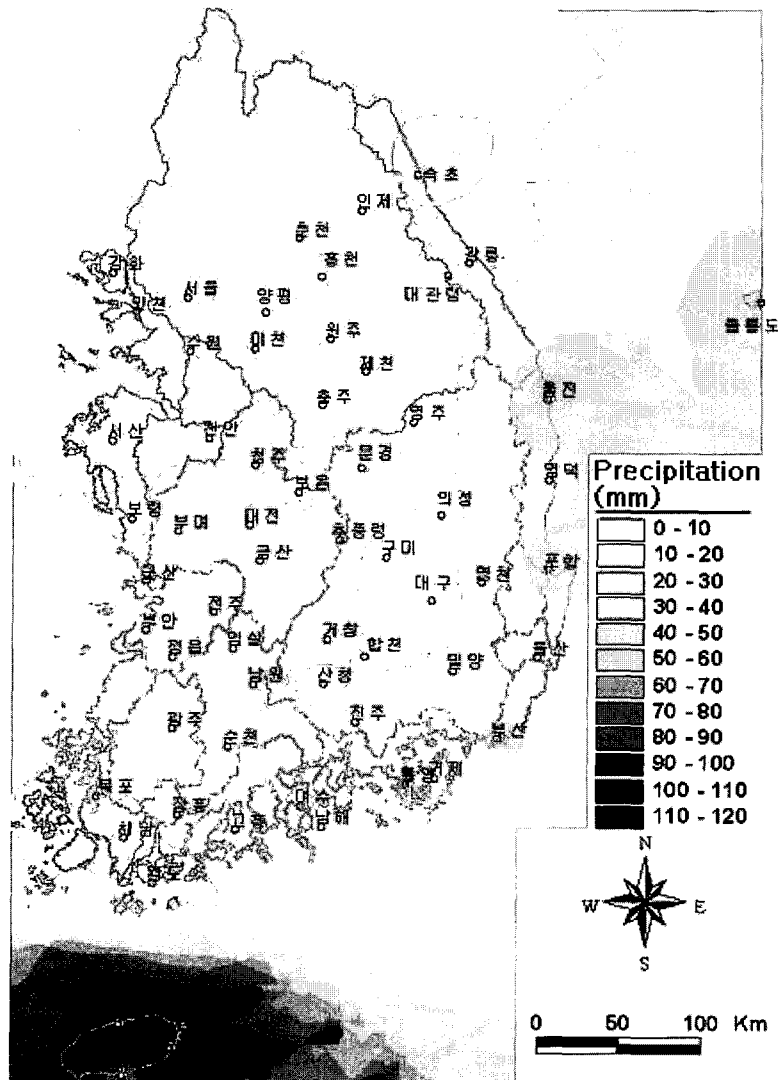 속초
인제
춘천
홍천
강릉
강화
서울
양평
대관령
인천
울릉도
수원
이천
원주
제천
울진
충주
영주
서산
천안
청주
문경
보은
영덕
의성
보령
부여
대전
추풍령
구미
금산
포항
영천
군산
대구
전주
부안
거창
정읍
임실
합천
밀양
울산
남원
산청
광주
순천
진주
부산
거제
통영
목포
여수
장흥
해남
고흥
남해
완도
Precipitation
(mm)
0 - 10
10 - 20
20 - 30
30 - 40
40 - 50
50 - 60
60 - 70
70 - 80
80 - 90
90 - 100
100 - 110
110 - 120
N
W E
S
0 50 100 Km